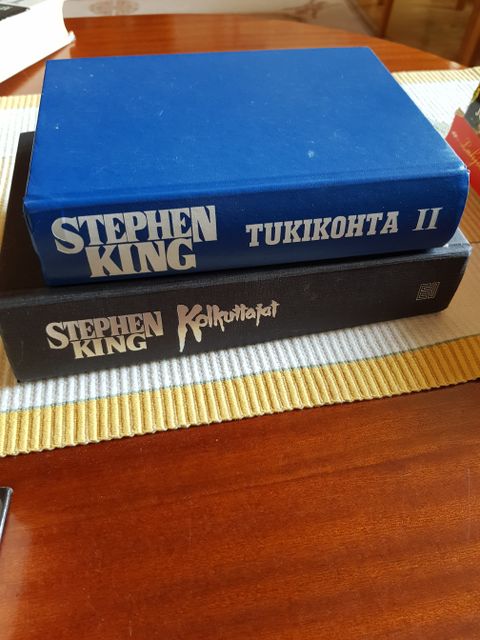 STEPHEN
KING
TUKIKOHTA II
STEPHEN
KING
Kolkuttajat